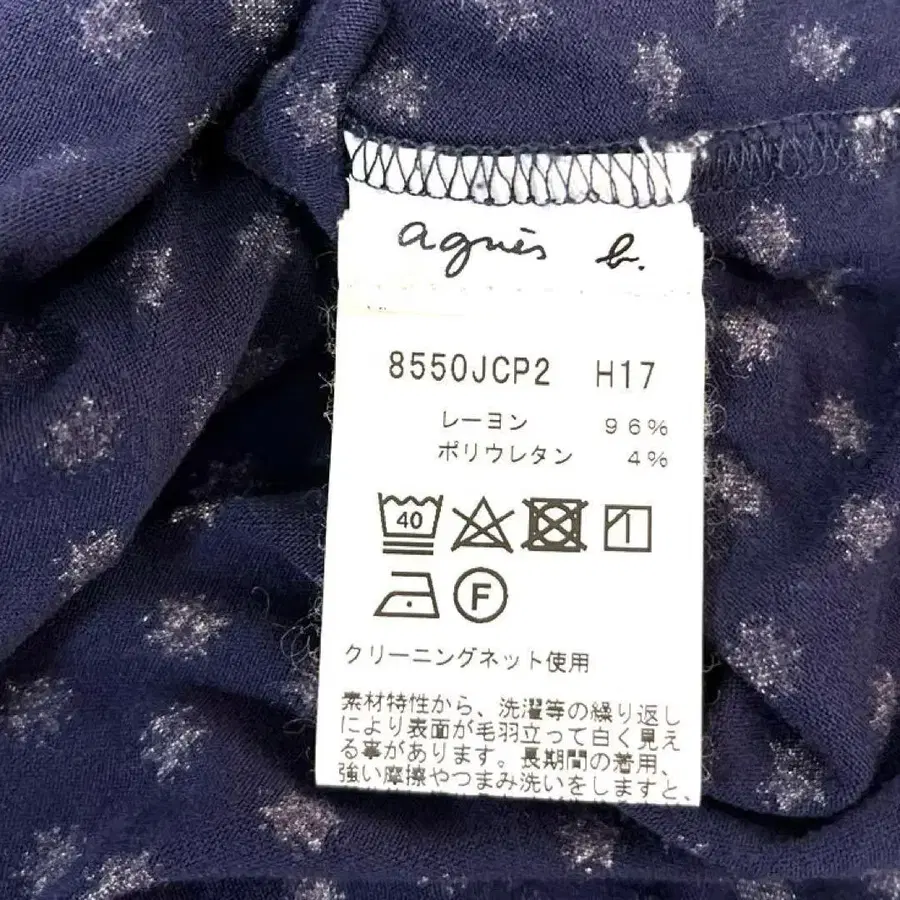 agnès b.
8550JCP2 H17
レーヨン 96%
ポリウレタン 4%
40
F
クリーニングネット使用
素材特性から、洗濯等の繰り返し
により表面が毛羽立って白く見え
る事があります。長期間の着用、
強い摩擦やつまみ洗いをしますと、